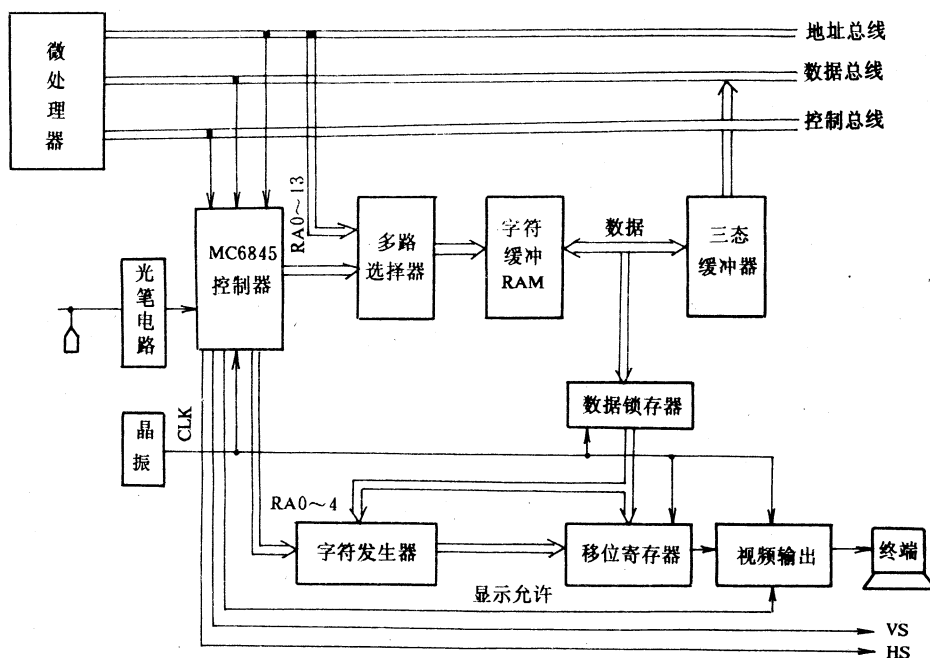 微处理器
地址总线
数据总线
控制总线
RA0～13
MC6845
控制器
多路
选择器
字符
缓冲
RAM
数据
三态
缓冲器
光笔电路
数据锁存器
晶振
CLK
RA0～4
字符发生器
移位寄存器
视频输出
终端
显示允许
VS
HS